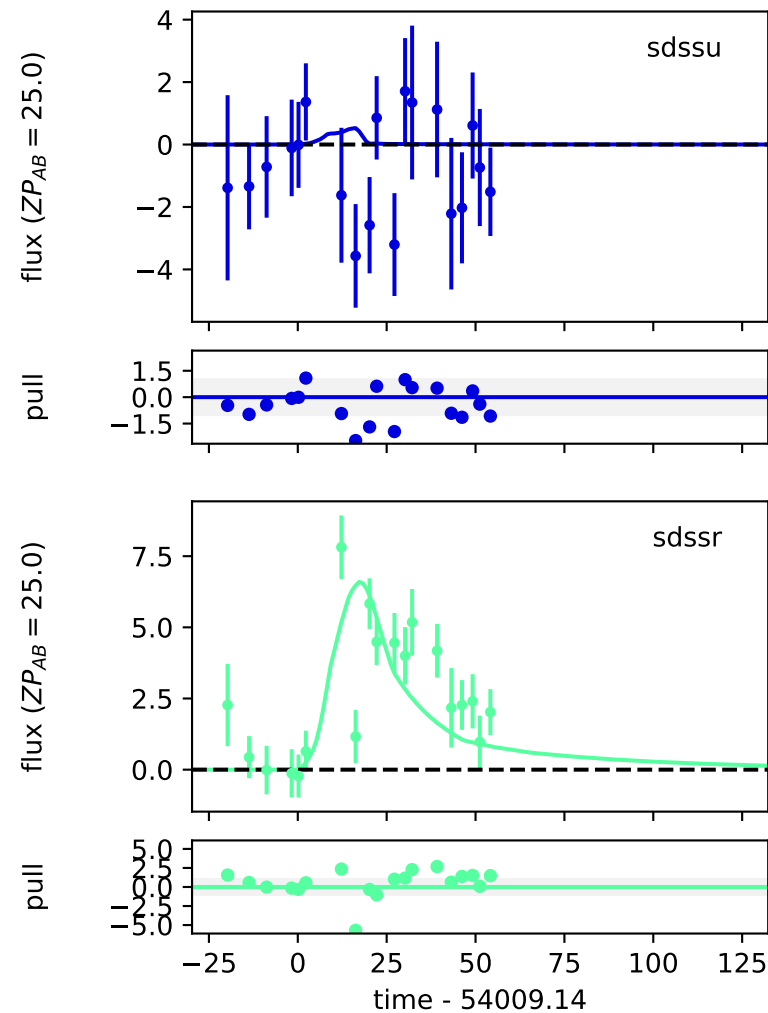 4
2
0
−2
−4
flux (ZP_AB = 25.0)
sdssu
1.5
0.0
−1.5
pull
7.5
5.0
2.5
0.0
flux (ZP_AB = 25.0)
sdssr
5.0
2.5
0.0
−2.5
−5.0
pull
−25 0 25 50 75 100 125
time - 54009.14